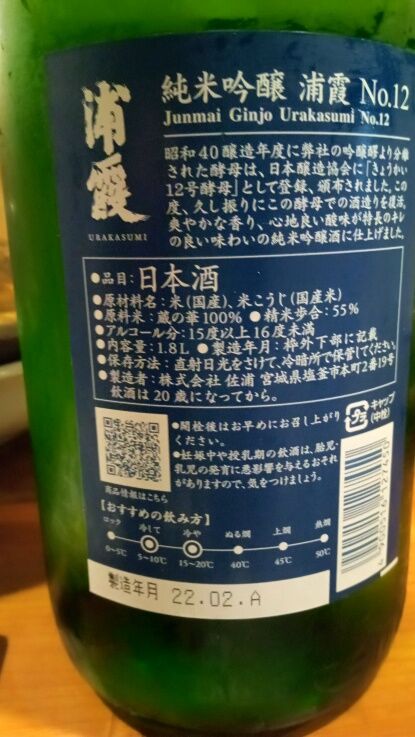 浦霞
URAKASUMI
純米吟醸 浦霞 No.12
Junmai Ginjo Urakasumi No.12
昭和40醸造年度に弊社の吟醸醪より分離
された酵母は、日本醸造協会に「きょうかい
12号酵母」として登録、頒布されました。この
度、久し振りにこの酵母での酒造りを復活。
爽やかな香り、心地良い酸味が特長のキレ
の良い味わいの純米吟醸酒に仕上げました。
●品目：日本酒
●原材料名：米(国産)、米こうじ(国産米)
●原料米：蔵の華100% ●精米歩合：55%
●アルコール分：15度以上16度未満
●内容量：1.8L ●製造年月：枠外下部に記載
●保存方法：直射日光をさけて、冷暗所で保管してください。
●製造者：株式会社 佐浦 宮城県塩釜市本町2番19号
飲酒は20歳になってから。
●開栓後はお早めにお召し上がり
ください。
●妊娠中や授乳期の飲酒は、胎児・
乳児の発育に悪影響を与えるおそれ
がありますので、気をつけましょう。
キャップ
(中栓)
商品情報はこちら
【おすすめの飲み方】
ロック 冷して 冷や ぬる燗 上燗 熱燗
0~5℃ 5~10℃ 15~20℃ 40℃ 45℃ 50℃
製造年月 22.02.A